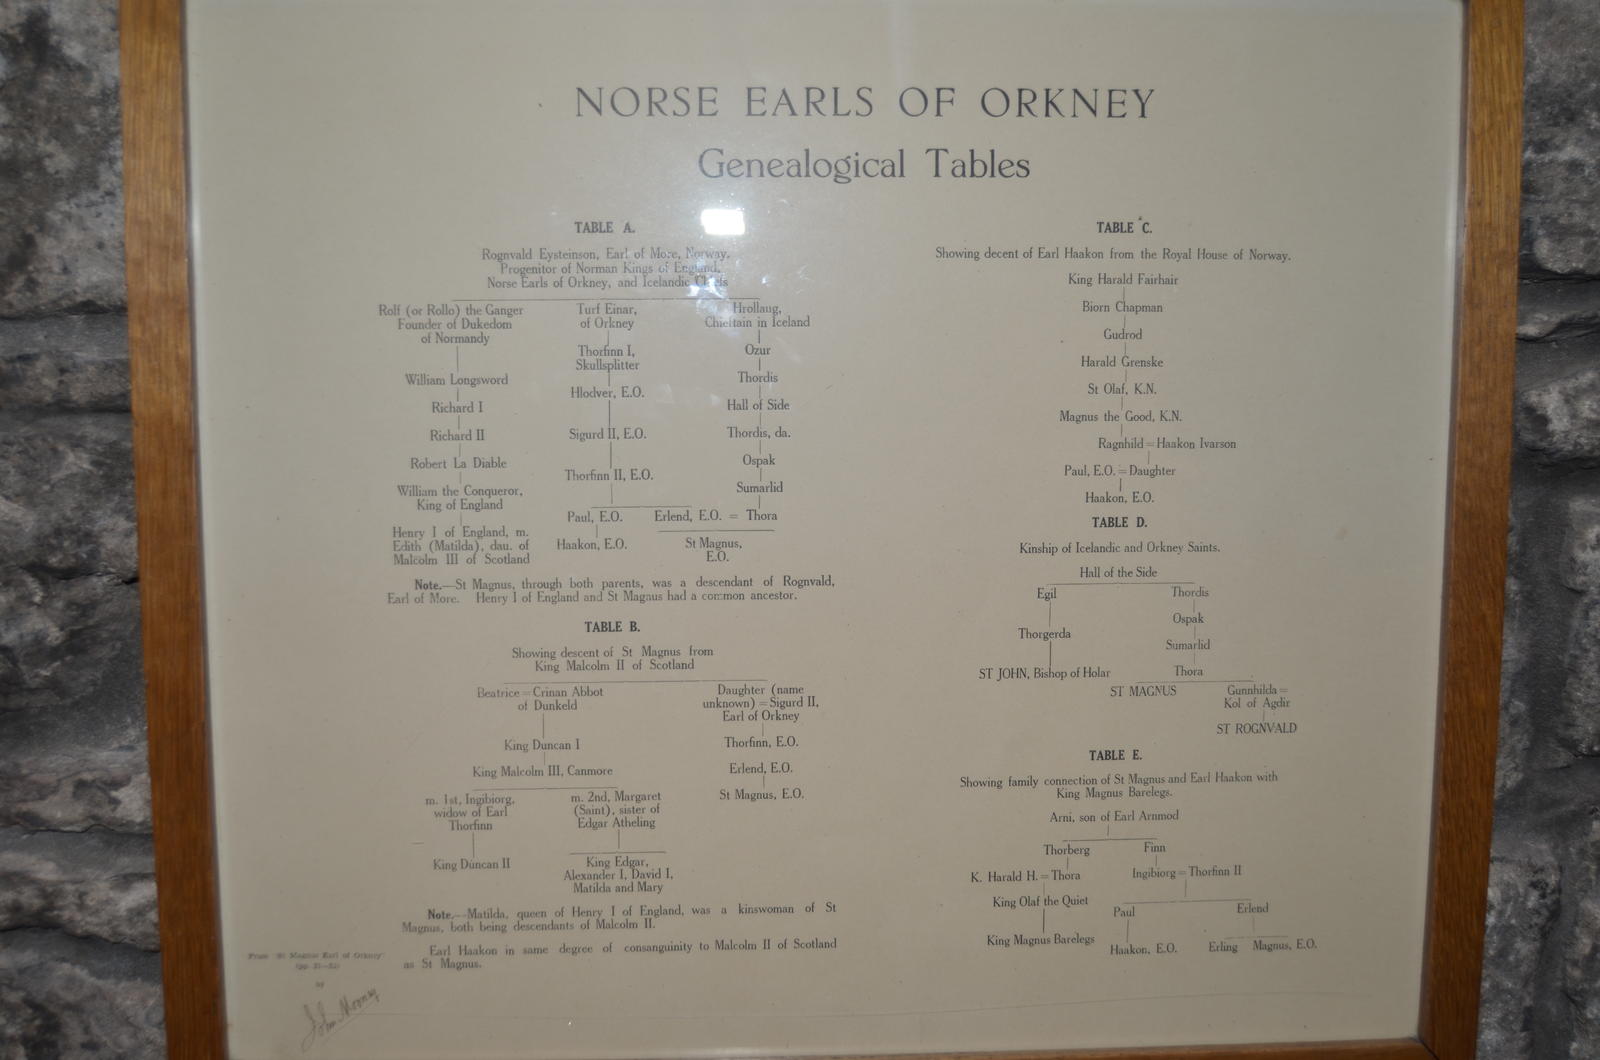 NORSE EARLS OF ORKNEY
Genealogical Tables
TABLE A.
Rognvald Eysteinson, Earl of More, Norway.
Progenitor of Norman Kings of England,
Norse Earls of Orkney, and Icelandic Chiefs
Rolf (or Rollo) the Ganger
Founder of Dukedom
of Normandy
William Longsword
Richard I
Richard II
Robert La Diable
William the Conqueror,
King of England
Henry I of England, m.
Edith (Matilda), dau. of
Malcolm III of Scotland
Turf Einar,
of Orkney
Thorfinn I,
Skullsplitter
Hlodver, E.O.
Sigurd II, E.O.
Thorfinn II, E.O.
Paul, E.O.
Haakon, E.O.
Hrollaug,
Chieftain in Iceland
Ozur
Thordis
Hall of Side
Thordis, da.
Ospak
Sumarlid
Erlend, E.O. = Thora
St Magnus,
E.O.
Note.—St Magnus, through both parents, was a descendant of Rognvald,
Earl of More. Henry I of England and St Magnus had a common ancestor.
TABLE B.
Showing descent of St Magnus from
King Malcolm II of Scotland
Beatrice = Crinan Abbot
of Dunkeld
King Duncan I
King Malcolm III, Canmore
m. 1st, Ingibiorg,
widow of Earl
Thorfinn
King Duncan II
m. 2nd, Margaret
(Saint), sister of
Edgar Atheling
King Edgar,
Alexander I, David I,
Matilda and Mary
Daughter (name
unknown) = Sigurd II,
Earl of Orkney
Thorfinn, E.O.
Erlend, E.O.
St Magnus, E.O.
Note.—Matilda, queen of Henry I of England, was a kinswoman of St
Magnus, both being descendants of Malcolm II.
Earl Haakon in same degree of consanguinity to Malcolm II of Scotland
as St Magnus.
From "St Magnus Earl of Orkney"
by
John Mooney
TABLE C.
Showing decent of Earl Haakon from the Royal House of Norway.
King Harald Fairhair
Biorn Chapman
Gudrod
Harald Grenske
St Olaf, K.N.
Magnus the Good, K.N.
Ragnhild = Haakon Ivarson
Paul, E.O. = Daughter
Haakon, E.O.
TABLE D.
Kinship of Icelandic and Orkney Saints.
Hall of the Side
Egil
Thorgerda
ST JOHN, Bishop of Holar
Thordis
Ospak
Sumarlid
Thora
ST MAGNUS
Gunnhilda =
Kol of Agdir
ST ROGNVALD
TABLE E.
Showing family connection of St Magnus and Earl Haakon with
King Magnus Barelegs.
Arni, son of Earl Arnmod
Thorberg
K. Harald H. = Thora
King Olaf the Quiet
King Magnus Barelegs
Finn
Ingibiorg = Thorfinn II
Paul
Haakon, E.O.
Erlend
Erling Magnus, E.O.